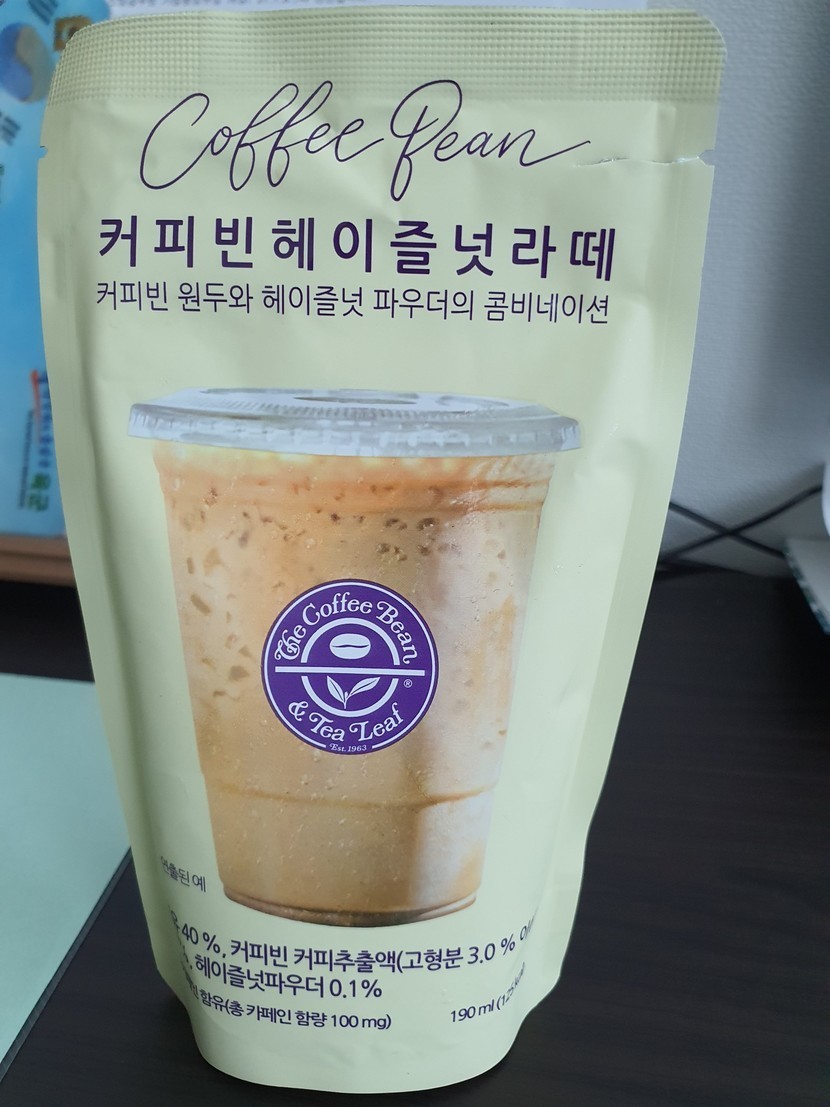 Coffee Bean
커피빈헤이즐넛라떼
커피빈 원두와 헤이즐넛 파우더의 콤비네이션
The Coffee Bean
®
& Tea Leaf
Est. 1963
연출된 예
40 %, 커피빈 커피추출액(고형분 3.0 %
헤이즐넛파우더 0.1%
함유(총 카페인 함량 100 mg)
190 ml